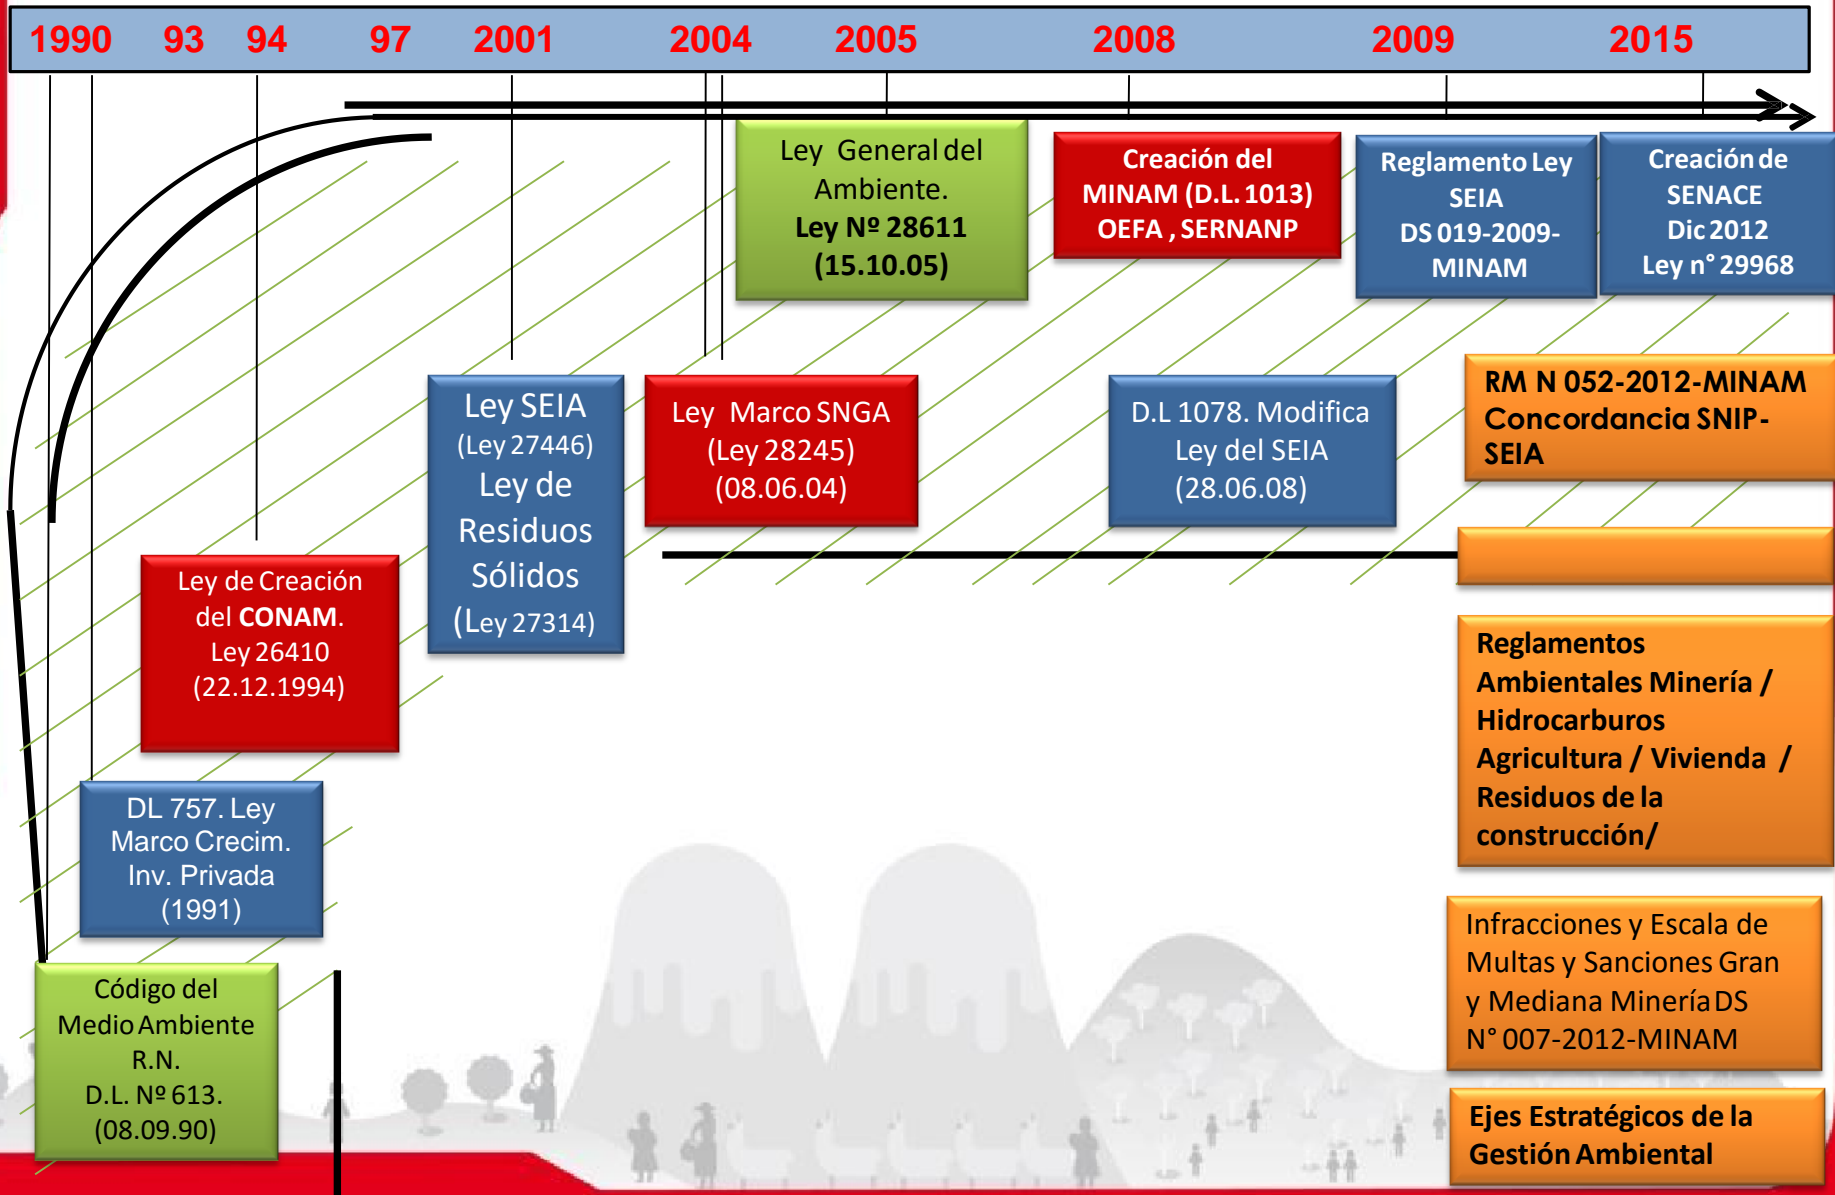 1990 93 94 97 2001 2004 2005 2008 2009 2015
Ley General del
Ambiente.
Ley Nº 28611
(15.10.05)
Creación del
MINAM (D.L. 1013)
OEFA , SERNANP
Reglamento Ley
SEIA
DS 019-2009-
MINAM
Creación de
SENACE
Dic 2012
Ley n° 29968
Ley SEIA
(Ley 27446)
Ley de
Residuos
Sólidos
(Ley 27314)
Ley Marco SNGA
(Ley 28245)
(08.06.04)
D.L 1078. Modifica
Ley del SEIA
(28.06.08)
RM N 052-2012-MINAM
Concordancia SNIP-
SEIA
Ley de Creación
del CONAM.
Ley 26410
(22.12.1994)
Reglamentos
Ambientales Minería /
Hidrocarburos
Agricultura / Vivienda /
Residuos de la
construcción/
DL 757. Ley
Marco Crecim.
Inv. Privada
(1991)
Infracciones y Escala de
Multas y Sanciones Gran
y Mediana Minería DS
N° 007-2012-MINAM
Código del
Medio Ambiente
R.N.
D.L. Nº 613.
(08.09.90)
Ejes Estratégicos de la
Gestión Ambiental